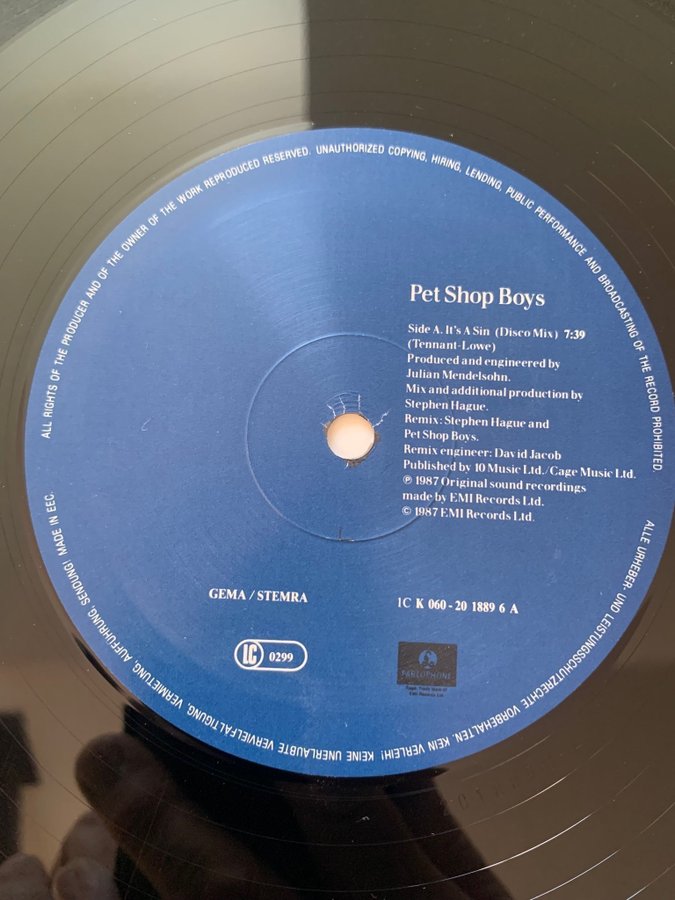 ALL RIGHTS OF THE PRODUCER AND OF THE OWNER OF THE WORK REPRODUCED RESERVED. UNAUTHORIZED COPYING, HIRING, LENDING, PUBLIC PERFORMANCE AND BROADCASTING OF THE RECORD PROHIBITED.
Pet Shop Boys
Side A. It's A Sin (Disco Mix) 7:39
(Tennant-Lowe)
Produced and engineered by
Julian Mendelsohn.
Mix and additional production by
Stephen Hague.
Remix: Stephen Hague and
Pet Shop Boys.
Remix engineer: David Jacob
Published by 10 Music Ltd./Cage Music Ltd.
℗ 1987 Original sound recordings
made by EMI Records Ltd.
© 1987 EMI Records Ltd.
GEMA / STEMRA
1C K 060-20 1889 6 A
LC 0299
PARLOPHONE
EMI Records Ltd
ALLE URHEBER- UND LEISTUNGSSCHUTZRECHTE VORBEHALTEN. KEIN VERLEIH! KEINE UNERLAUBTE VERVIELFÄLTIGUNG, VERMIETUNG, AUFFÜHRUNG, SENDUNG! MADE IN EEC.